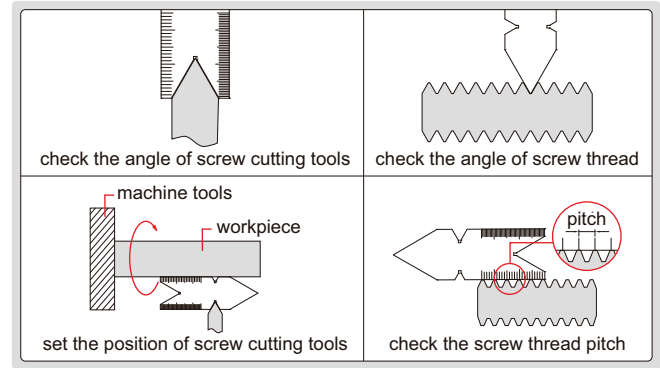 check the angle of screw cutting tools
check the angle of screw thread
machine tools
workpiece
set the position of screw cutting tools
pitch
check the screw thread pitch